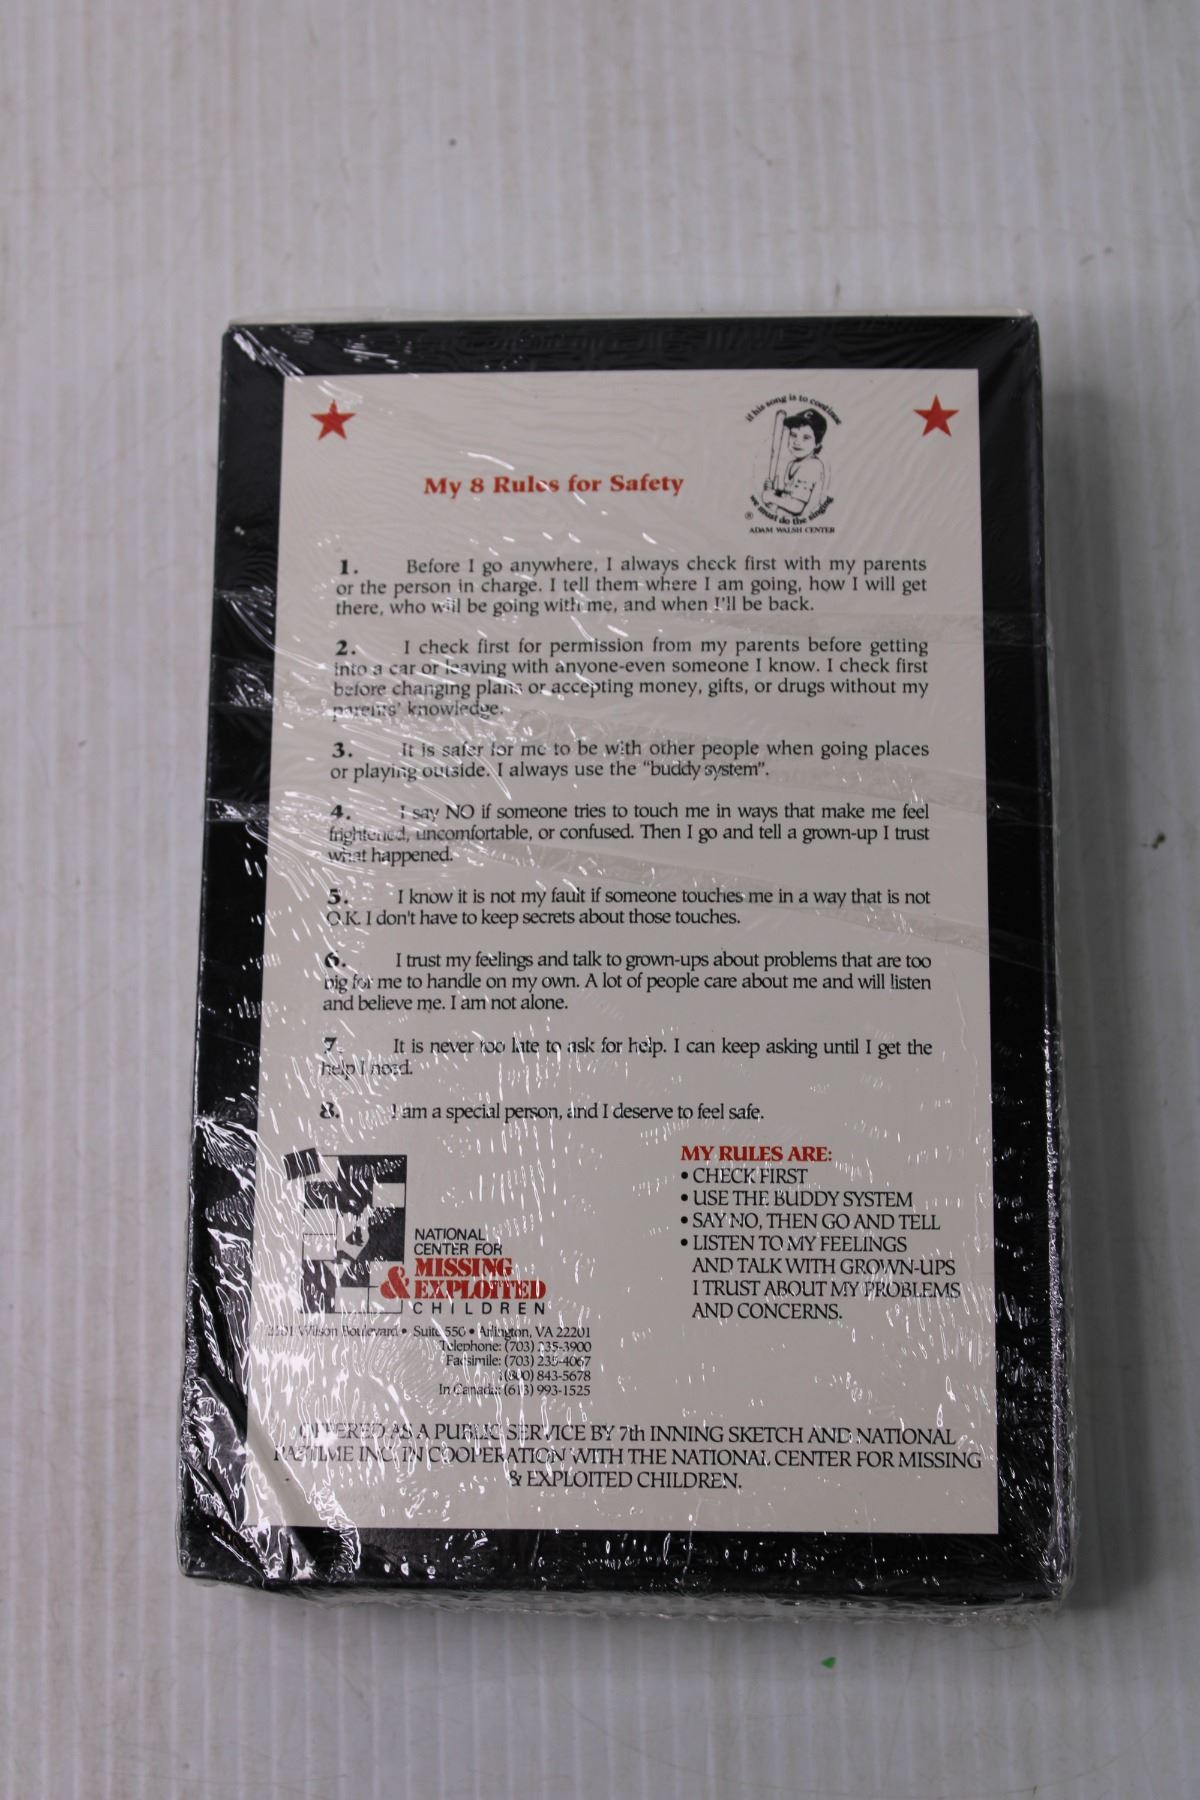 if his song is to continue
we must do the singing
®
ADAM WALSH CENTER
My 8 Rules for Safety
1. Before I go anywhere, I always check first with my parents
or the person in charge. I tell them where I am going, how I will get
there, who will be going with me, and when I'll be back.
2. I check first for permission from my parents before getting
into a car or leaving with anyone-even someone I know. I check first
before changing plans or accepting money, gifts, or drugs without my
parents' knowledge.
3. It is safer for me to be with other people when going places
or playing outside. I always use the "buddy system".
4. I say NO if someone tries to touch me in ways that make me feel
frightened, uncomfortable, or confused. Then I go and tell a grown-up I trust
what happened.
5. I know it is not my fault if someone touches me in a way that is not
O.K. I don't have to keep secrets about those touches.
6. I trust my feelings and talk to grown-ups about problems that are too
big for me to handle on my own. A lot of people care about me and will listen
and believe me. I am not alone.
7. It is never too late to ask for help. I can keep asking until I get the
help I need.
8. I am a special person, and I deserve to feel safe.
MY RULES ARE:
• CHECK FIRST
• USE THE BUDDY SYSTEM
• SAY NO, THEN GO AND TELL
• LISTEN TO MY FEELINGS
AND TALK WITH GROWN-UPS
I TRUST ABOUT MY PROBLEMS
AND CONCERNS.
NATIONAL
CENTER FOR
MISSING
& EXPLOITED
CHILDREN
2101 Wilson Boulevard • Suite 550 • Arlington, VA 22201
Telephone: (703) 235-3900
Facsimile: (703) 235-4067
1(800) 843-5678
In Canada: (613) 993-1525
OFFERED AS A PUBLIC SERVICE BY 7th INNING SKETCH AND NATIONAL
PASTIME INC. IN COOPERATION WITH THE NATIONAL CENTER FOR MISSING
& EXPLOITED CHILDREN.